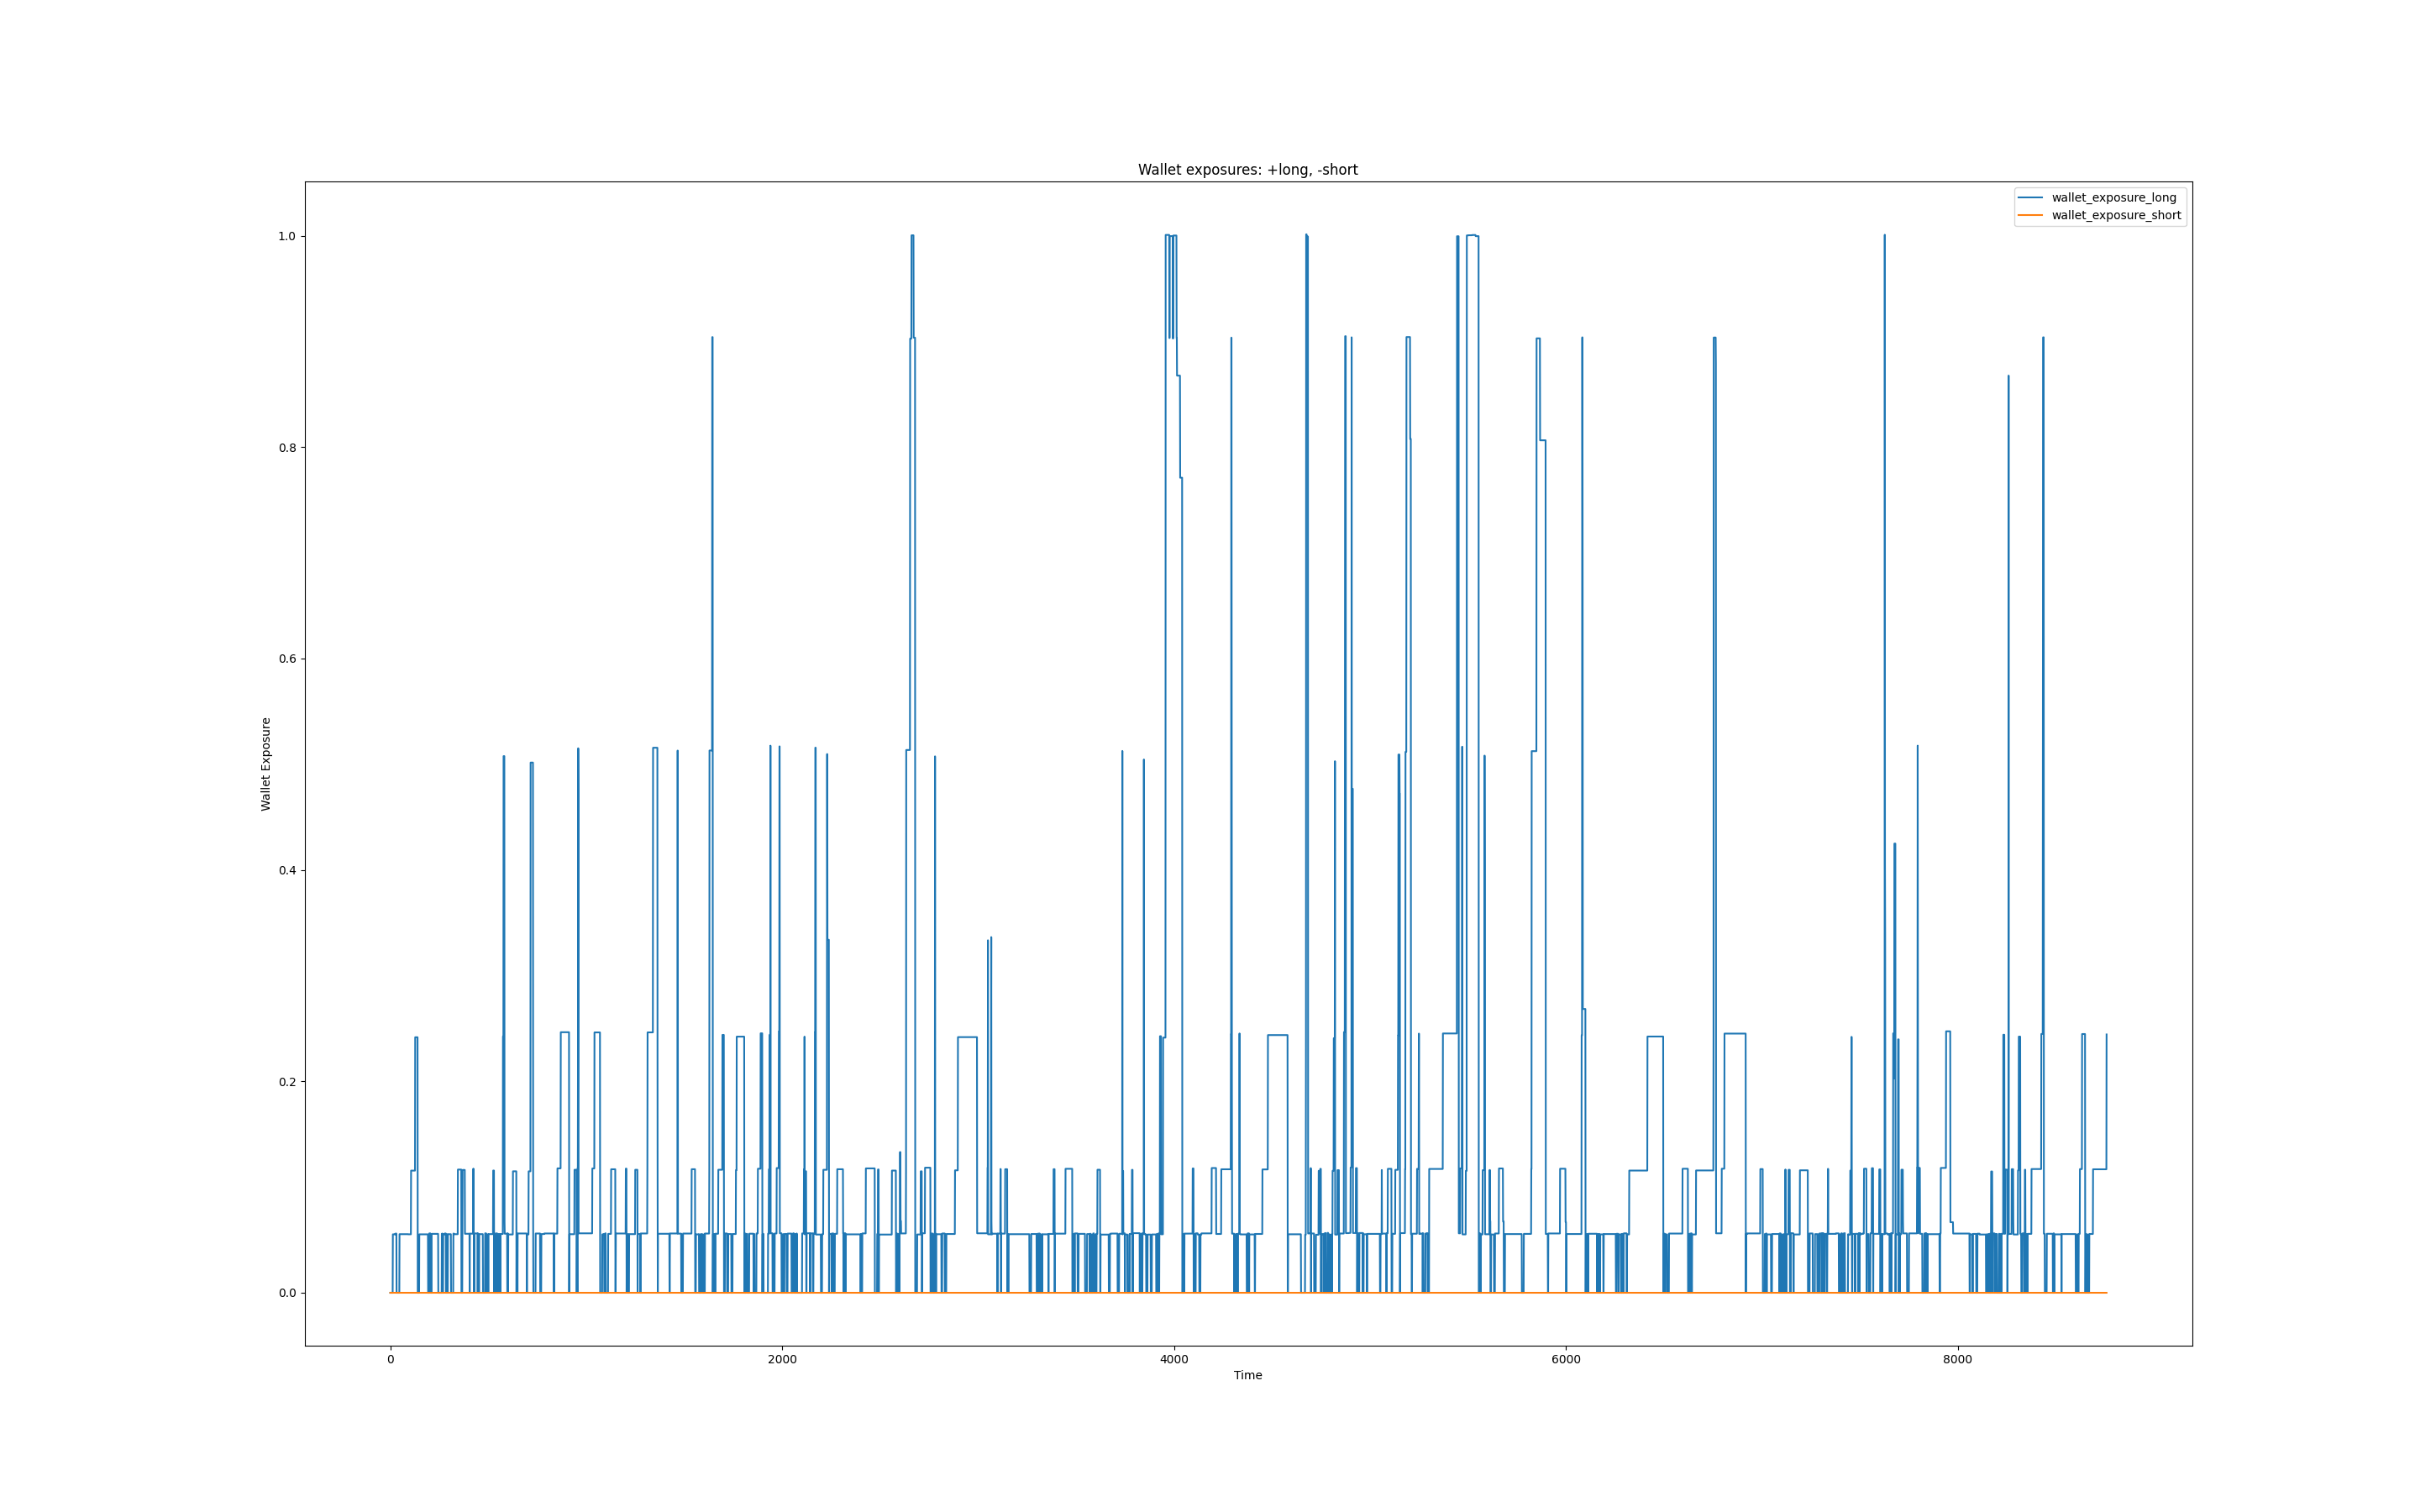 Wallet exposures: +long, -short
wallet_exposure_long
wallet_exposure_short
1.0
0.8
0.6
0.4
0.2
0.0
Wallet Exposure
0 2000 4000 6000 8000
Time